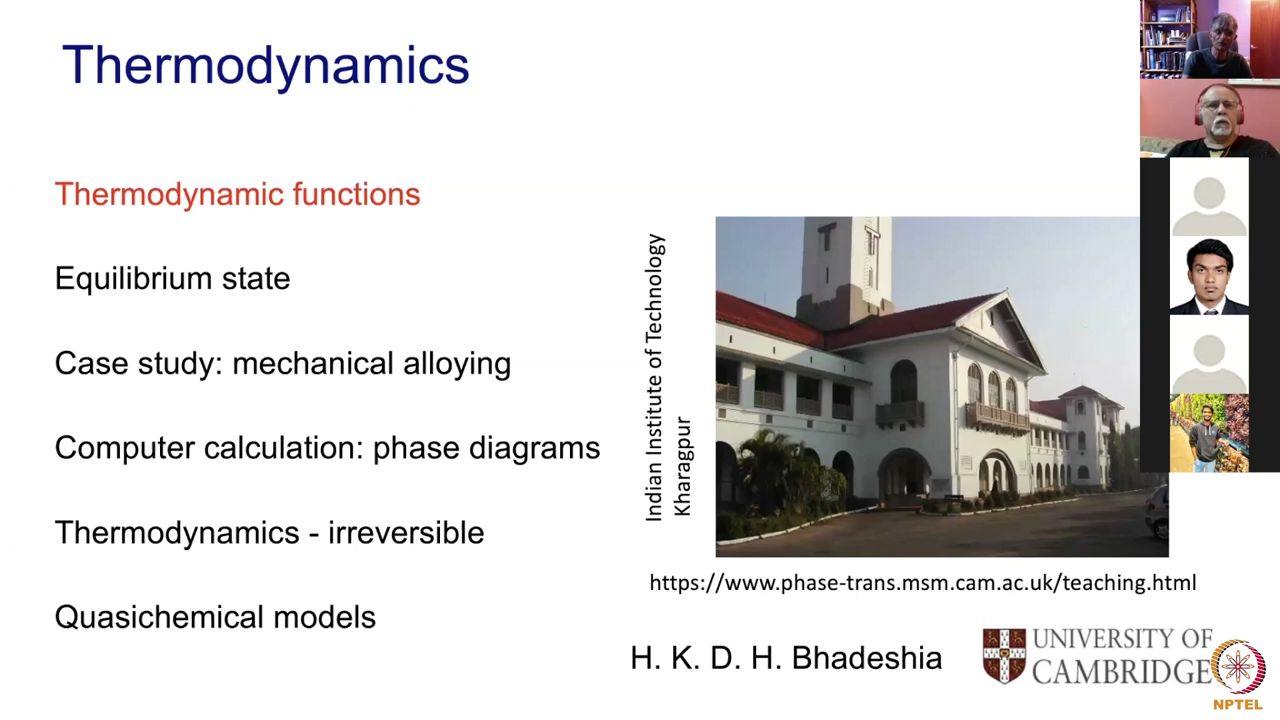 Thermodynamics
Thermodynamic functions
Equilibrium state
Case study: mechanical alloying
Computer calculation: phase diagrams
Thermodynamics - irreversible
Quasichemical models
Indian Institute of Technology
Kharagpur
https://www.phase-trans.msm.cam.ac.uk/teaching.html
H. K. D. H. Bhadeshia
UNIVERSITY OF
CAMBRIDGE
NPTEL